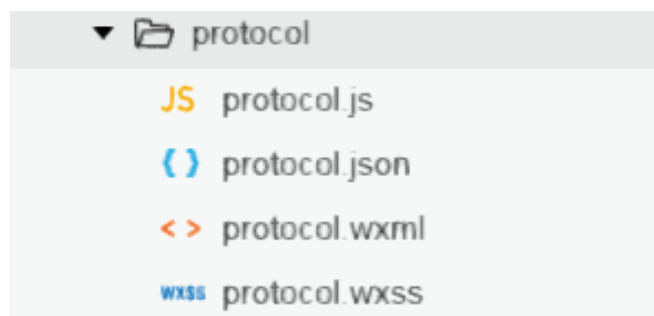 protocol
JS protocol.js
{ } protocol.json
< > protocol.wxml
wxss protocol.wxss